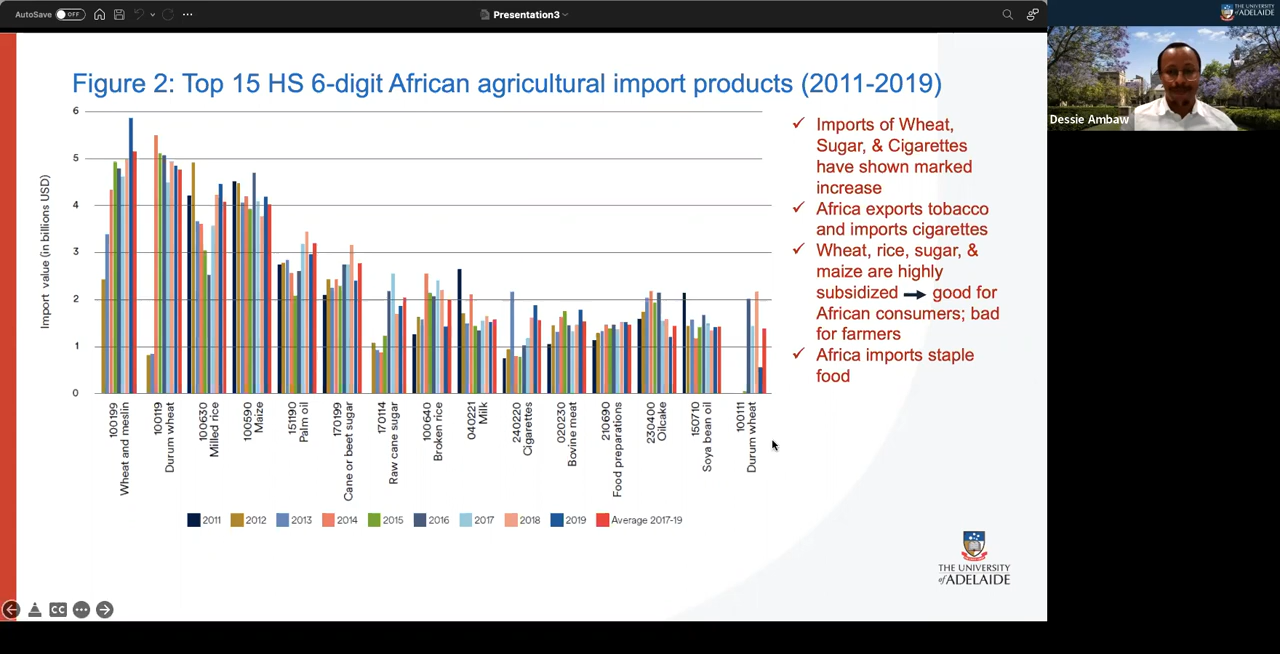 AutoSave OFF
Presentation3
THE UNIVERSITY
of ADELAIDE
Dessie Ambaw
Figure 2: Top 15 HS 6-digit African agricultural import products (2011-2019)
Import value (in billions USD)
6
5
4
3
2
1
0
100199
Wheat and meslin
100119
Durum wheat
100630
Milled rice
100590
Maize
151190
Palm oil
170199
Cane or beet sugar
170114
Raw cane sugar
100640
Broken rice
040221
Milk
240220
Cigarettes
020230
Bovine meat
210690
Food preparations
230400
Oilcake
150710
Soya bean oil
100111
Durum wheat
2011 2012 2013 2014 2015 2016 2017 2018 2019 Average 2017-19
✓ Imports of Wheat,
Sugar, & Cigarettes
have shown marked
increase
✓ Africa exports tobacco
and imports cigarettes
✓ Wheat, rice, sugar, &
maize are highly
subsidized → good for
African consumers; bad
for farmers
✓ Africa imports staple
food
THE UNIVERSITY
of ADELAIDE
CC